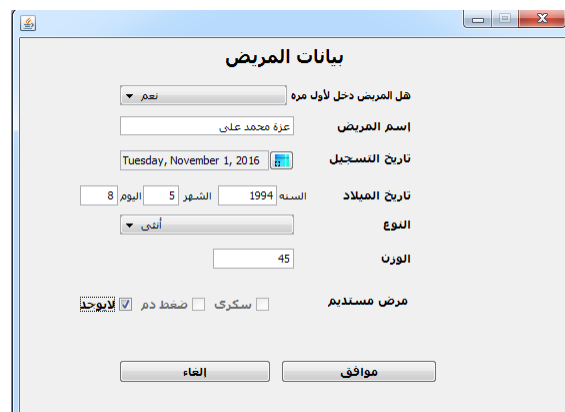 بيانات المريض
هل المريض دخل لأول مره نعم
إسم المريض عزة محمد على
تاريخ التسجيل Tuesday, November 1, 2016
تاريخ الميلاد السنه 1994 الشهر 5 اليوم 8
النوع أنثى
الوزن 45
مرض مستديم سكرى ضغط دم لايوجد
موافق إلغاء